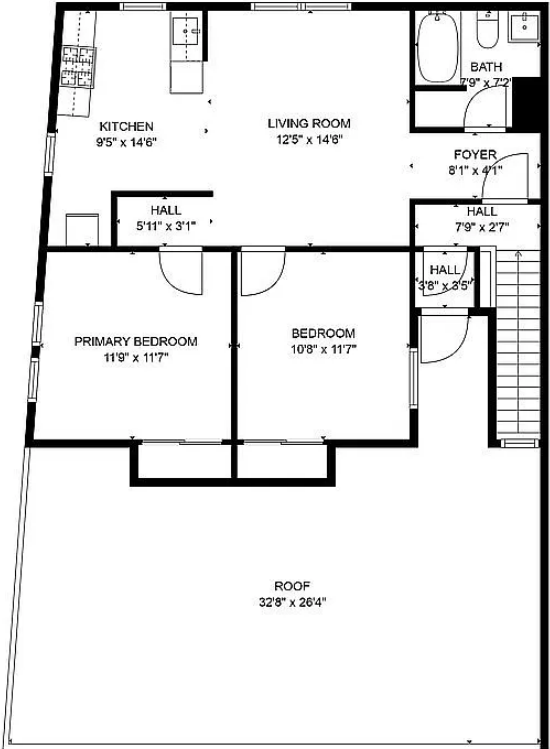 BATH
7'9" x 7'2"
KITCHEN
9'5" x 14'6"
LIVING ROOM
12'5" x 14'6"
FOYER
8'1" x 4'1"
HALL
5'11" x 3'1"
HALL
7'9" x 2'7"
HALL
3'8" x 3'5"
PRIMARY BEDROOM
11'9" x 11'7"
BEDROOM
10'8" x 11'7"
ROOF
32'8" x 26'4"